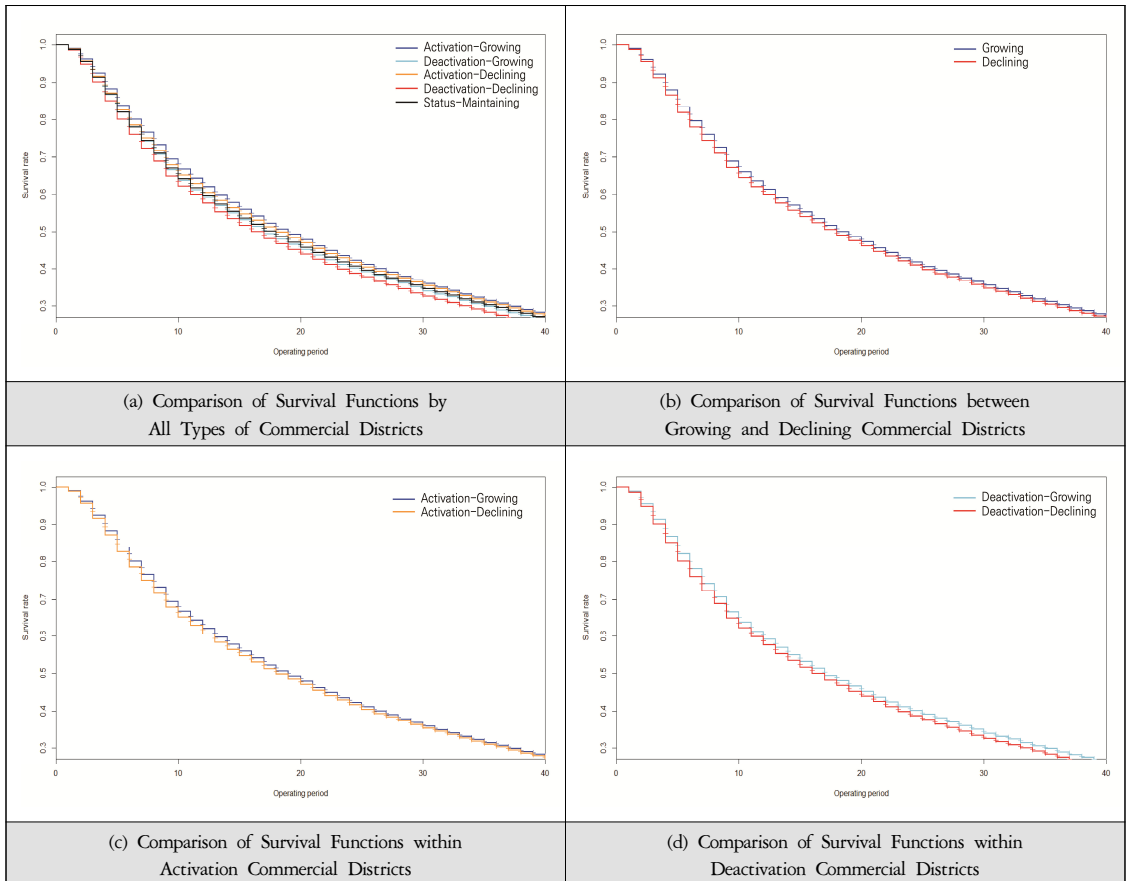 Activation-Growing
Deactivation-Growing
Activation-Declining
Deactivation-Declining
Status-Maintaining
Survival rate
1.0
0.9
0.8
0.7
0.6
0.5
0.4
0.3
0 10 20 30 40
Operating period
Growing
Declining
Survival rate
1.0
0.9
0.8
0.7
0.6
0.5
0.4
0.3
0 10 20 30 40
Operating period
(a) Comparison of Survival Functions by
All Types of Commercial Districts
(b) Comparison of Survival Functions between
Growing and Declining Commercial Districts
Activation-Growing
Activation-Declining
Survival rate
1.0
0.9
0.8
0.7
0.6
0.5
0.4
0.3
0 10 20 30 40
Operating period
Deactivation-Growing
Deactivation-Declining
Survival rate
1.0
0.9
0.8
0.7
0.6
0.5
0.4
0.3
0 10 20 30 40
Operating period
(c) Comparison of Survival Functions within
Activation Commercial Districts
(d) Comparison of Survival Functions within
Deactivation Commercial Districts